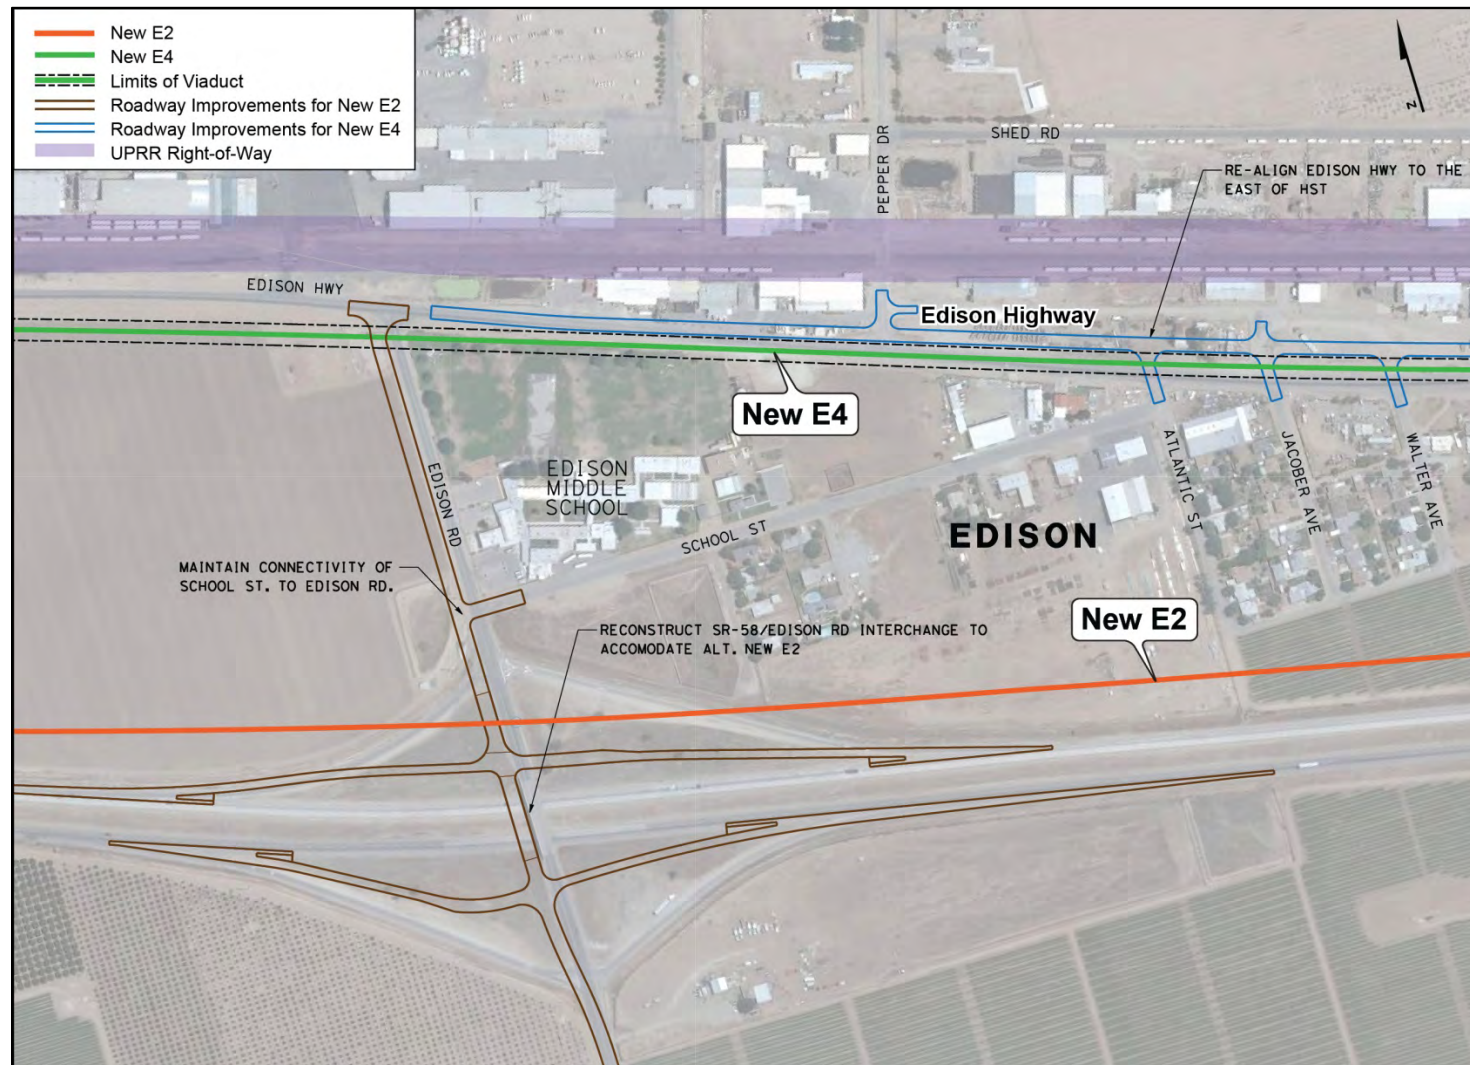 New E2
New E4
Limits of Viaduct
Roadway Improvements for New E2
Roadway Improvements for New E4
UPRR Right-of-Way
N
PEPPER DR
SHED RD
RE-ALIGN EDISON HWY TO THE
EAST OF HST
EDISON HWY
Edison Highway
New E4
EDISON RD
EDISON
MIDDLE
SCHOOL
SCHOOL ST
EDISON
ATLANTIC ST
JACOBER AVE
WALTER AVE
MAINTAIN CONNECTIVITY OF
SCHOOL ST. TO EDISON RD.
RECONSTRUCT SR-58/EDISON RD INTERCHANGE TO
ACCOMODATE ALT. NEW E2
New E2